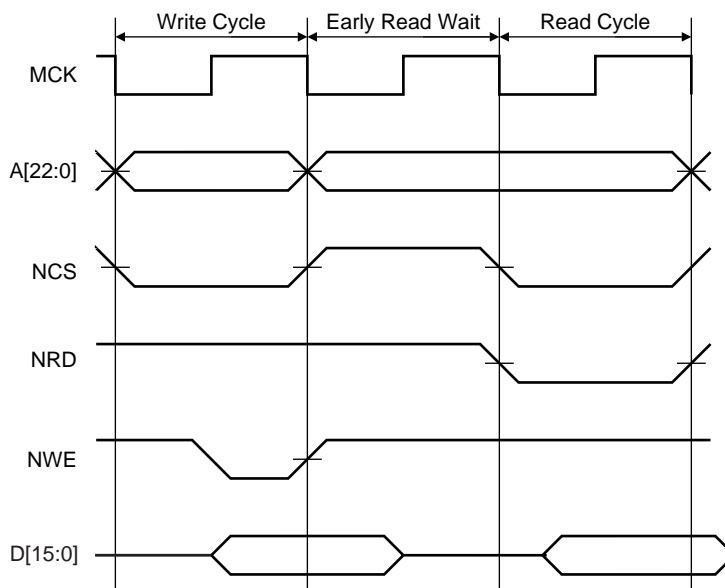 Write Cycle Early Read Wait Read Cycle
MCK
A[22:0]
NCS
NRD
NWE
D[15:0]